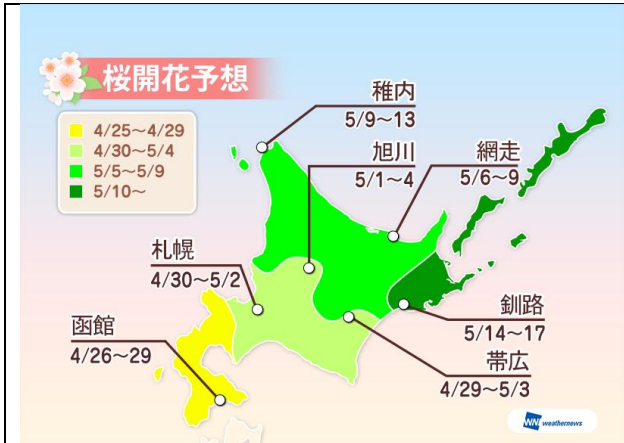 桜開花予想
4/25～4/29
4/30～5/4
5/5～5/9
5/10～
稚内
5/9～13
旭川
5/1～4
網走
5/6～9
札幌
4/30～5/2
函館
4/26～29
釧路
5/14～17
帯広
4/29～5/3
WN weathernews